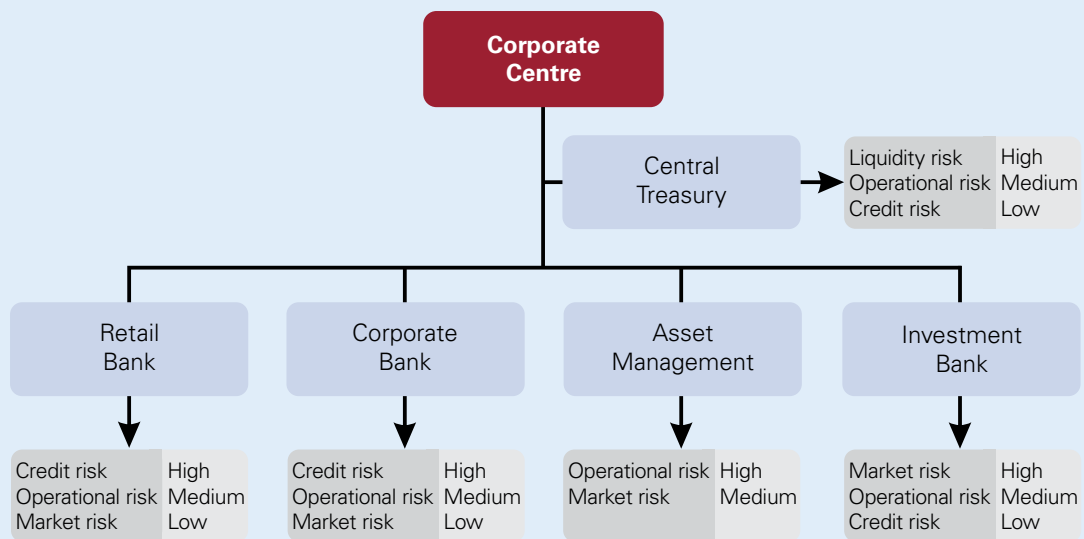 Corporate
Centre
Central
Treasury
Liquidity risk High
Operational risk Medium
Credit risk Low
Retail
Bank
Corporate
Bank
Asset
Management
Investment
Bank
Credit risk High
Operational risk Medium
Market risk Low
Credit risk High
Operational risk Medium
Market risk Low
Operational risk High
Market risk Medium
Market risk High
Operational risk Medium
Credit risk Low